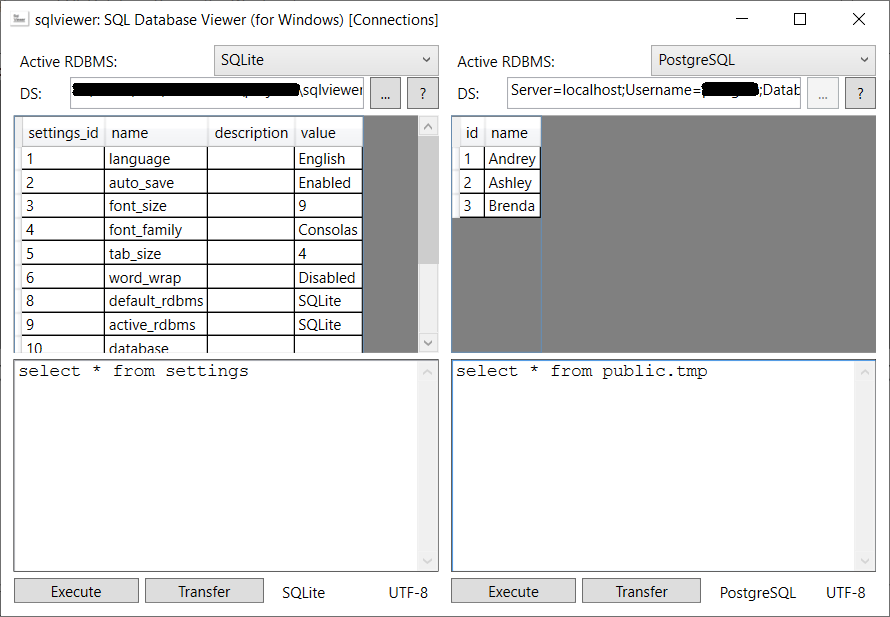 sqlviewer: SQL Database Viewer (for Windows) [Connections]
Active RDBMS: SQLite
DS: \sqlviewer ... ?
settings_id name description value
1 language English
2 auto_save Enabled
3 font_size 9
4 font_family Consolas
5 tab_size 4
6 word_wrap Disabled
8 default_rdbms SQLite
9 active_rdbms SQLite
10 database
select * from settings
Execute Transfer SQLite UTF-8
Active RDBMS: PostgreSQL
DS: Server=localhost;Username= ;Datab ... ?
id name
1 Andrey
2 Ashley
3 Brenda
select * from public.tmp
Execute Transfer PostgreSQL UTF-8